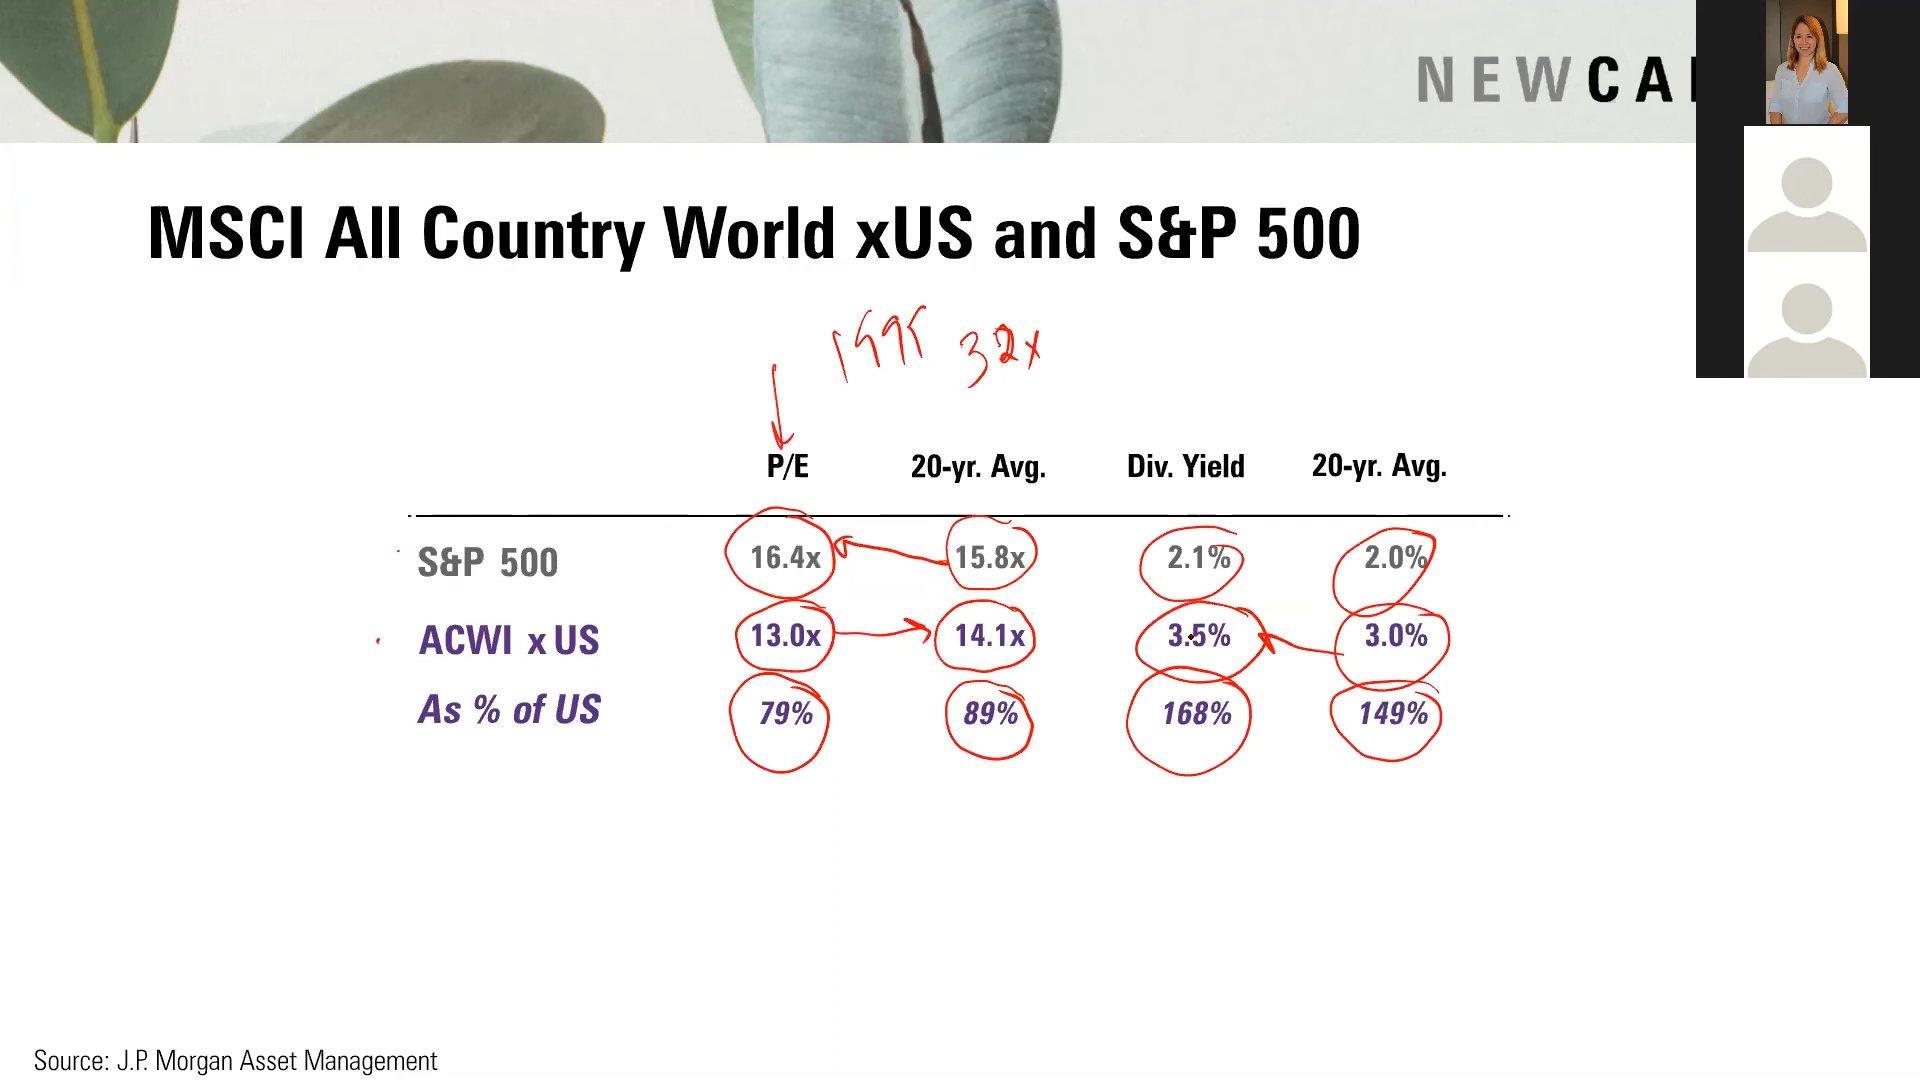 NEWCA
MSCI All Country World xUS and S&P 500
32x
P/E 20-yr. Avg. Div. Yield 20-yr. Avg.
S&P 500 16.4x 15.8x 2.1% 2.0%
ACWI x US 13.0x 14.1x 3.5% 3.0%
As % of US 79% 89% 168% 149%
Source: J.P. Morgan Asset Management